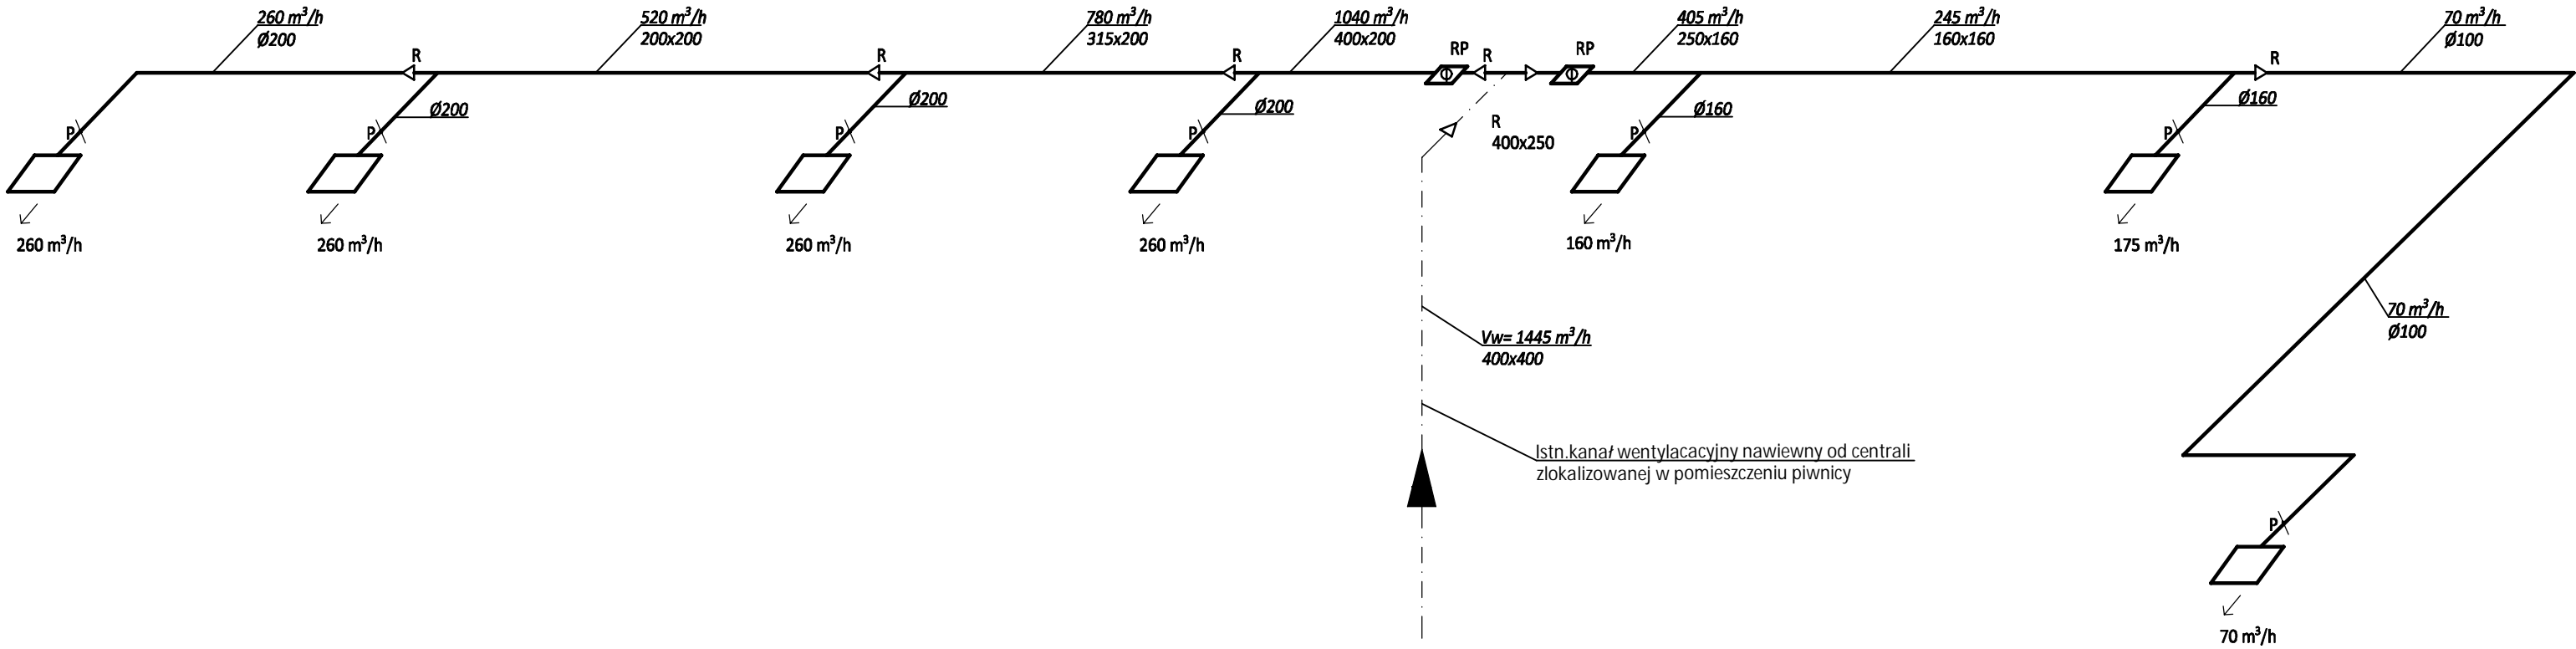 260 m³/h
Ø200
520 m³/h
200x200
780 m³/h
315x200
1040 m³/h
400x200
405 m³/h
250x160
245 m³/h
160x160
70 m³/h
Ø100
R
R
R
RP
R
RP
R
Ø200
Ø200
Ø200
Ø160
Ø160
P
P
P
P
P
P
R
400x250
260 m³/h
260 m³/h
260 m³/h
260 m³/h
160 m³/h
175 m³/h
Vw= 1445 m³/h
400x400
70 m³/h
Ø100
Istn.kanał wentylacacyjny nawiewny od centrali
zlokalizowanej w pomieszczeniu piwnicy
P
70 m³/h